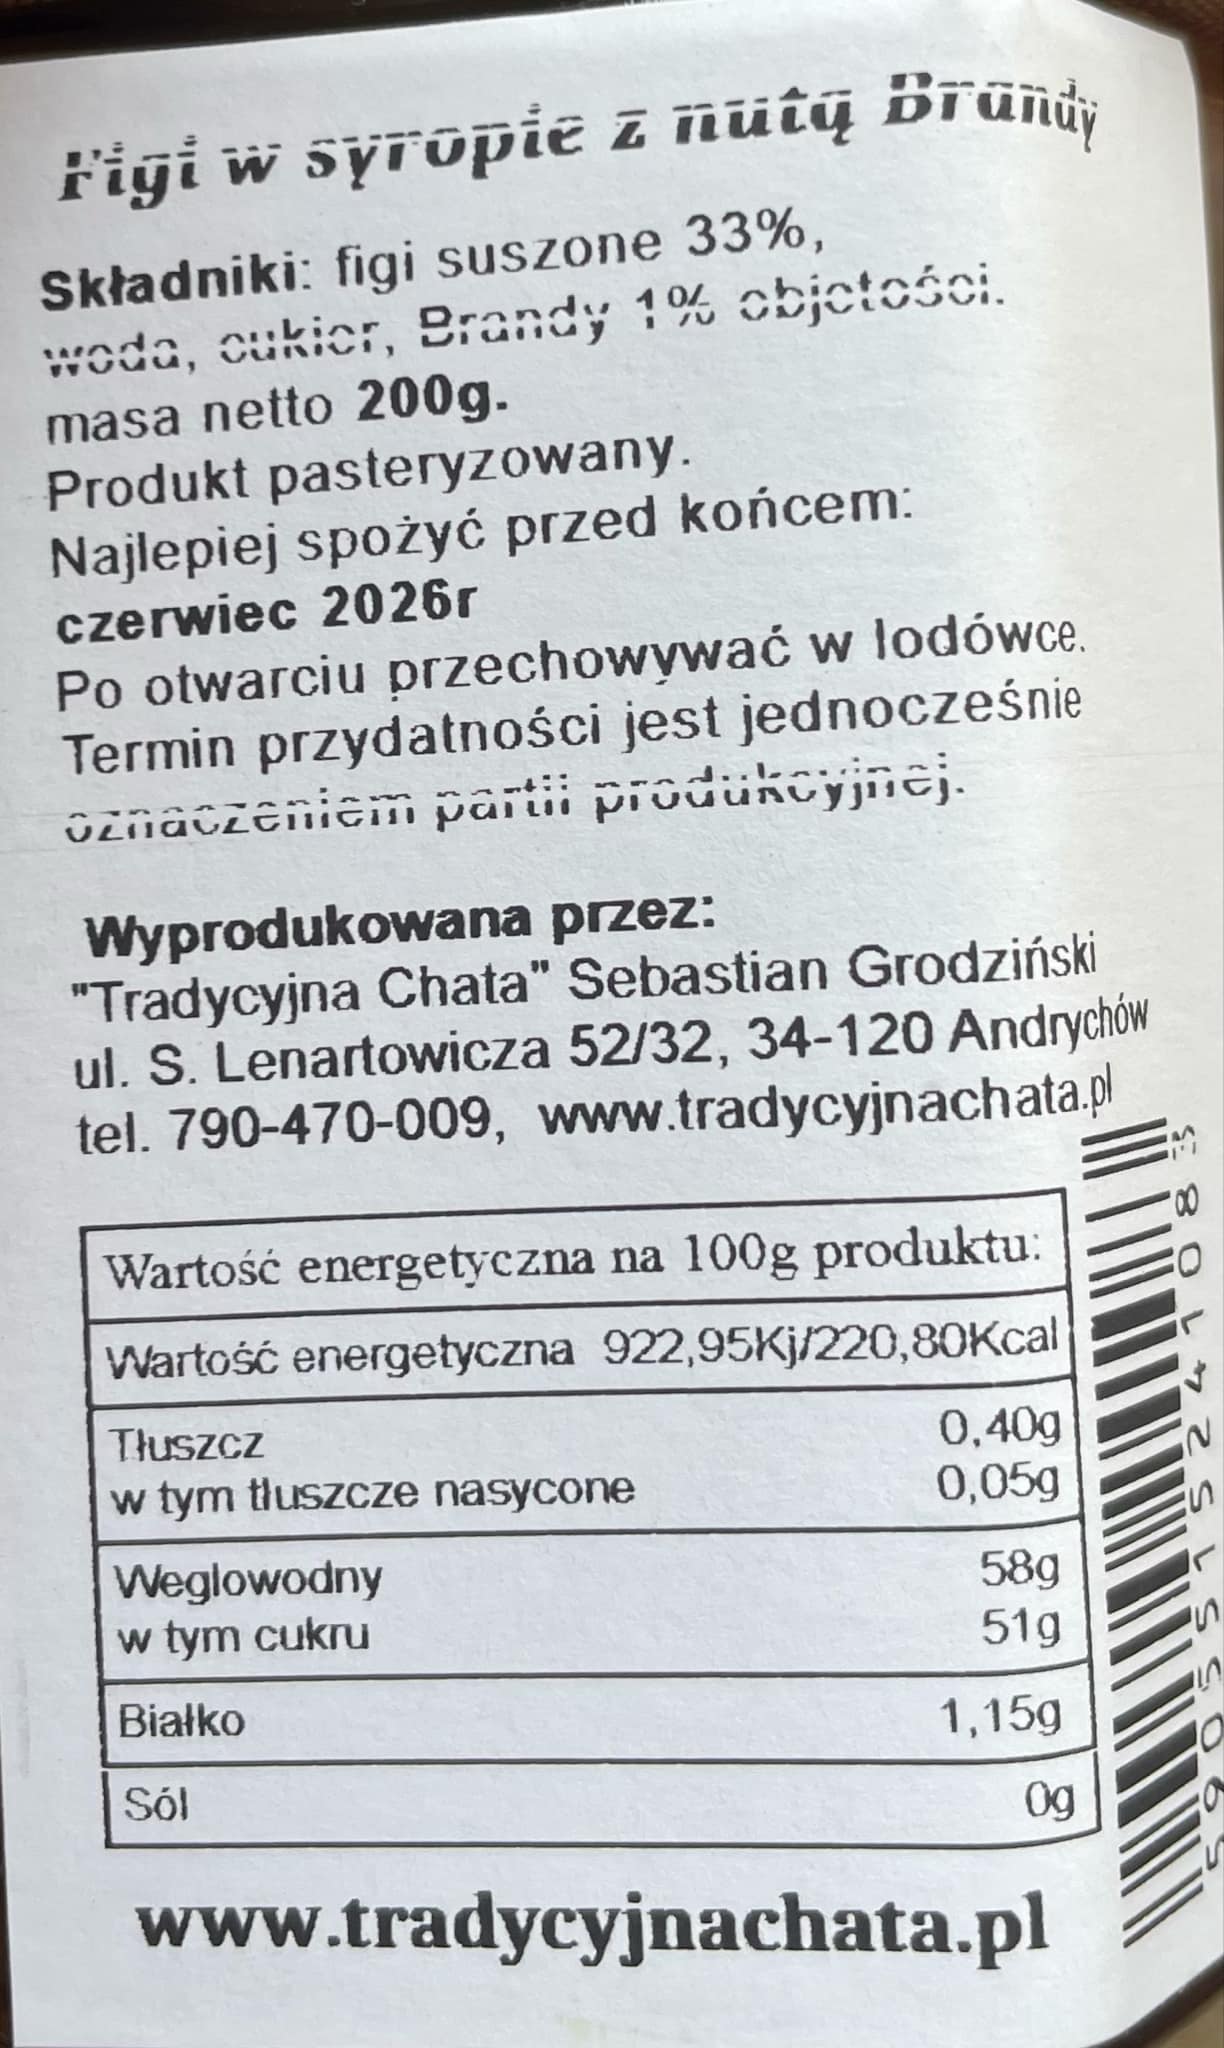 Figi w syropie z nutą Brandy
Składniki: figi suszone 33%,
woda, cukier, Brandy 1% objętości.
masa netto 200g.
Produkt pasteryzowany.
Najlepiej spożyć przed końcem:
czerwiec 2026r
Po otwarciu przechowywać w lodówce.
Termin przydatności jest jednocześnie
oznaczeniem partii produkcyjnej.
Wyprodukowana przez:
"Tradycyjna Chata" Sebastian Grodziński
ul. S. Lenartowicza 52/32, 34-120 Andrychów
tel. 790-470-009, www.tradycyjnachata.pl
Wartość energetyczna na 100g produktu:
Wartość energetyczna 922,95Kj/220,80Kcal
Tłuszcz 0,40g
w tym tłuszcze nasycone 0,05g
Weglowodny 58g
w tym cukru 51g
Białko 1,15g
Sól 0g
www.tradycyjnachata.pl
5905515241083